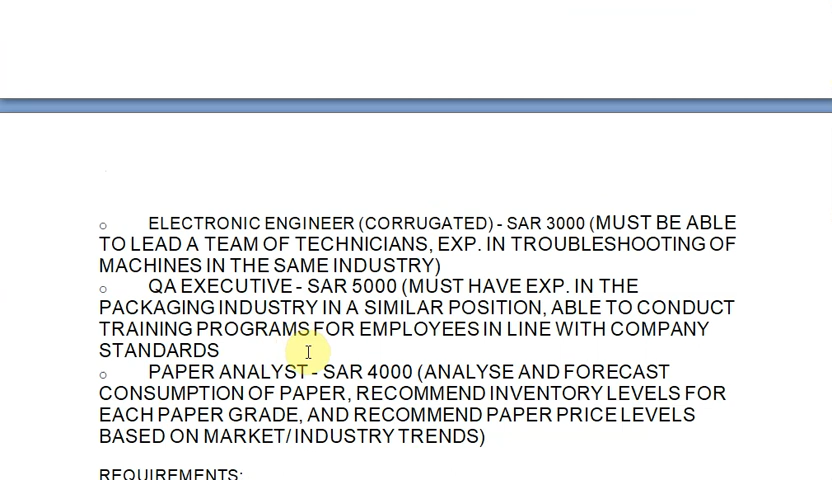 ○ ELECTRONIC ENGINEER (CORRUGATED) - SAR 3000 (MUST BE ABLE
TO LEAD A TEAM OF TECHNICIANS, EXP. IN TROUBLESHOOTING OF
MACHINES IN THE SAME INDUSTRY)
○ QA EXECUTIVE - SAR 5000 (MUST HAVE EXP. IN THE
PACKAGING INDUSTRY IN A SIMILAR POSITION, ABLE TO CONDUCT
TRAINING PROGRAMS FOR EMPLOYEES IN LINE WITH COMPANY
STANDARDS
○ PAPER ANALYST - SAR 4000 (ANALYSE AND FORECAST
CONSUMPTION OF PAPER, RECOMMEND INVENTORY LEVELS FOR
EACH PAPER GRADE, AND RECOMMEND PAPER PRICE LEVELS
BASED ON MARKET/ INDUSTRY TRENDS)
REQUIREMENTS: